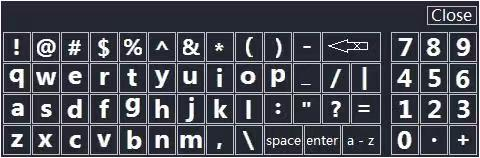 Close
! @ # $ % ^ & * ( ) - 7 8 9
q w e r t y u i o p _ / | 4 5 6
a s d f g h j k l : " ? = 1 2 3
z x c v b n m , \ space enter a - z 0 . +